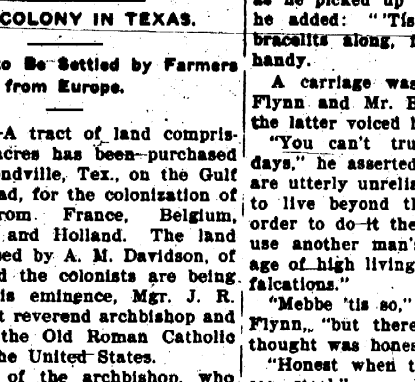 COLONY IN TEXAS.
to Be Settled by Farmers
from Europe.
—A tract of land compris-
acres has been purchased
ondville, Tex., on the Gulf
ad, for the colonization of
rom France, Belgium,
and Holland. The land
sed by A. M. Davidson, of
d the colonists are being
is eminence, Mgr. J. R.
t reverend archbishop and
the Old Roman Catholic
he United States.
of the archbishop, who
as he picked up
he added: "'Tis
bracelits along, f
handy.
A carriage was
Flynn and Mr. B
the latter voiced h
"You can't tru
days," he asserted
are utterly unrelia
to live beyond th
order to do it the
use another man's
age of high living
falcations."
"Mebbe 'tis so,"
Flynn, "but there
thought was hones
"Honest when t